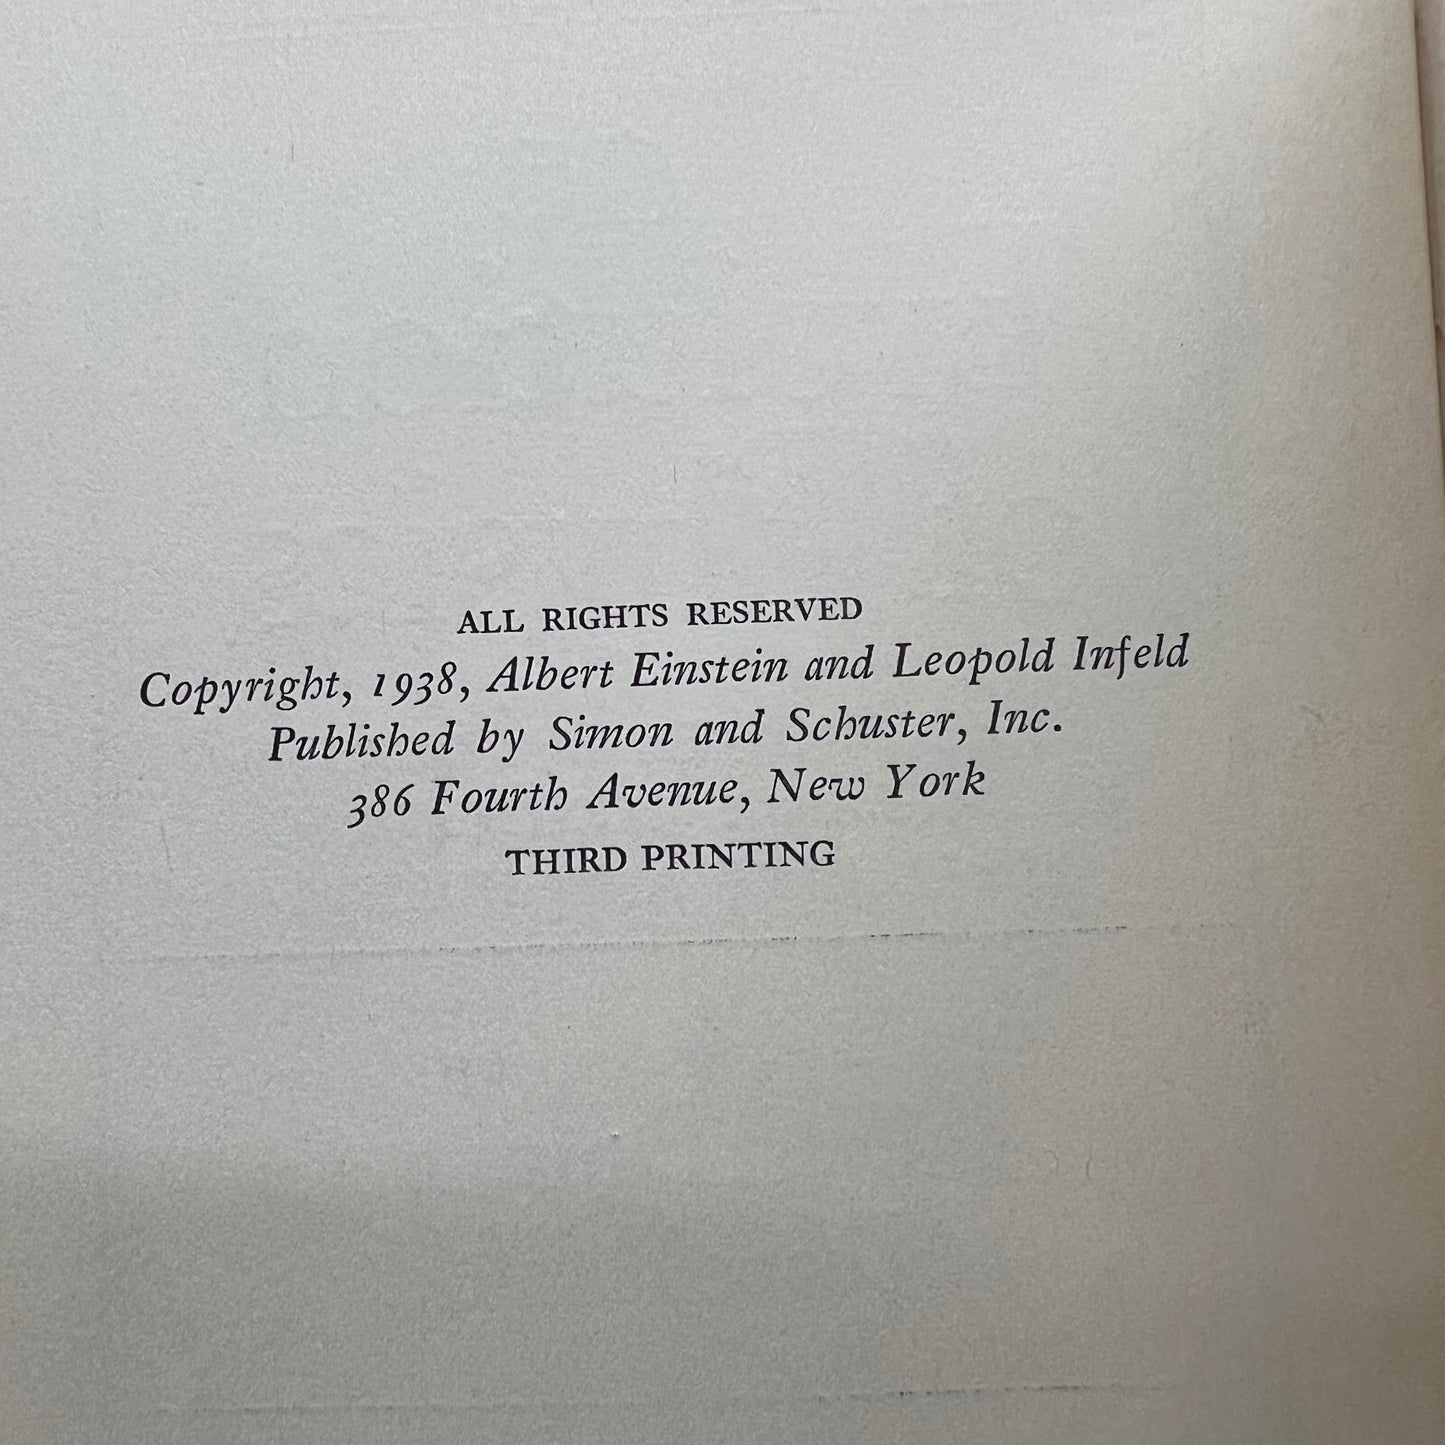 ALL RIGHTS RESERVED
Copyright, 1938, Albert Einstein and Leopold Infeld
Published by Simon and Schuster, Inc.
386 Fourth Avenue, New York
THIRD PRINTING